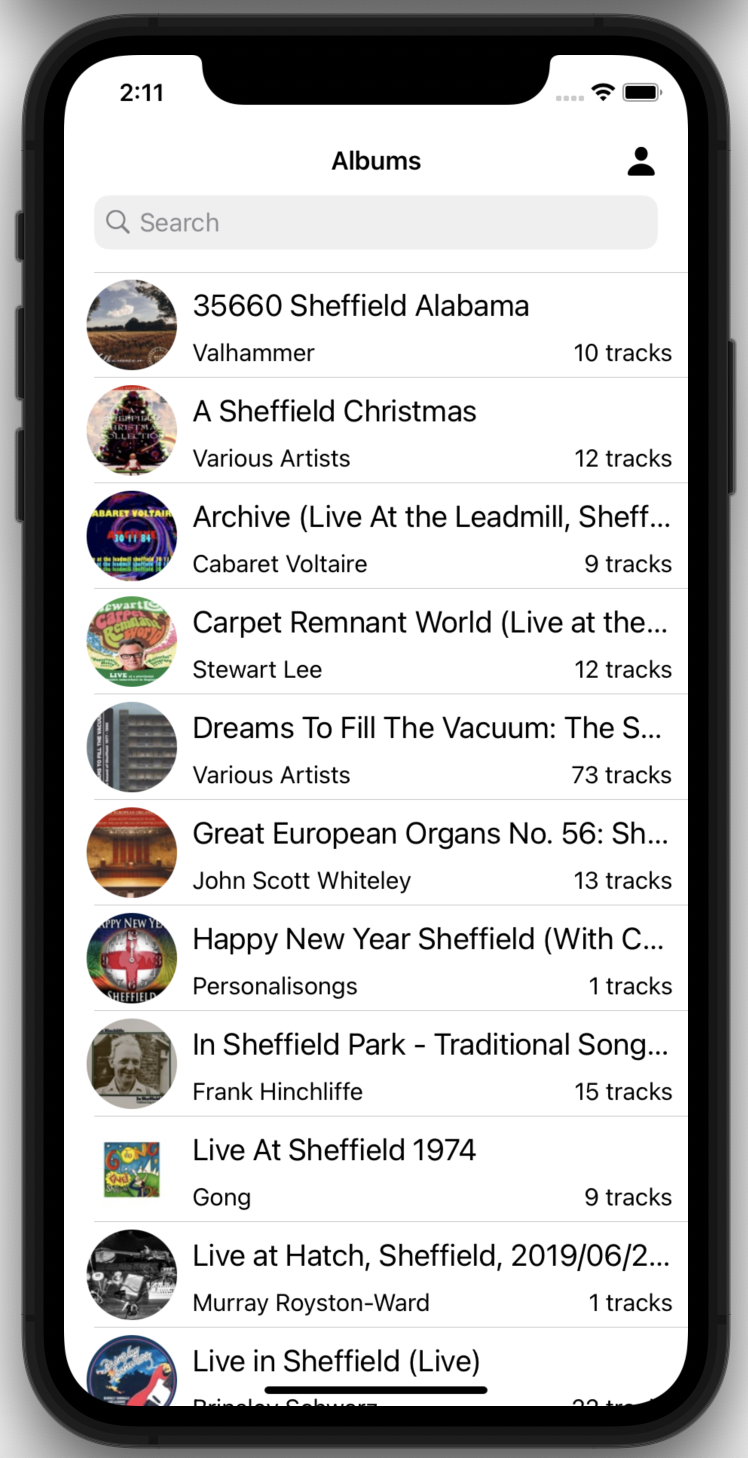 2:11
Albums
Search
35660 Sheffield Alabama
Valhammer 10 tracks
A Sheffield Christmas
Various Artists 12 tracks
Archive (Live At the Leadmill, Sheff...
Cabaret Voltaire 9 tracks
Carpet Remnant World (Live at the...
Stewart Lee 12 tracks
Dreams To Fill The Vacuum: The S...
Various Artists 73 tracks
Great European Organs No. 56: Sh...
John Scott Whiteley 13 tracks
Happy New Year Sheffield (With C...
Personalisongs 1 tracks
In Sheffield Park - Traditional Song...
Frank Hinchliffe 15 tracks
Live At Sheffield 1974
Gong 9 tracks
Live at Hatch, Sheffield, 2019/06/2...
Murray Royston-Ward 1 tracks
Live in Sheffield (Live)
Brinsley Schwarz